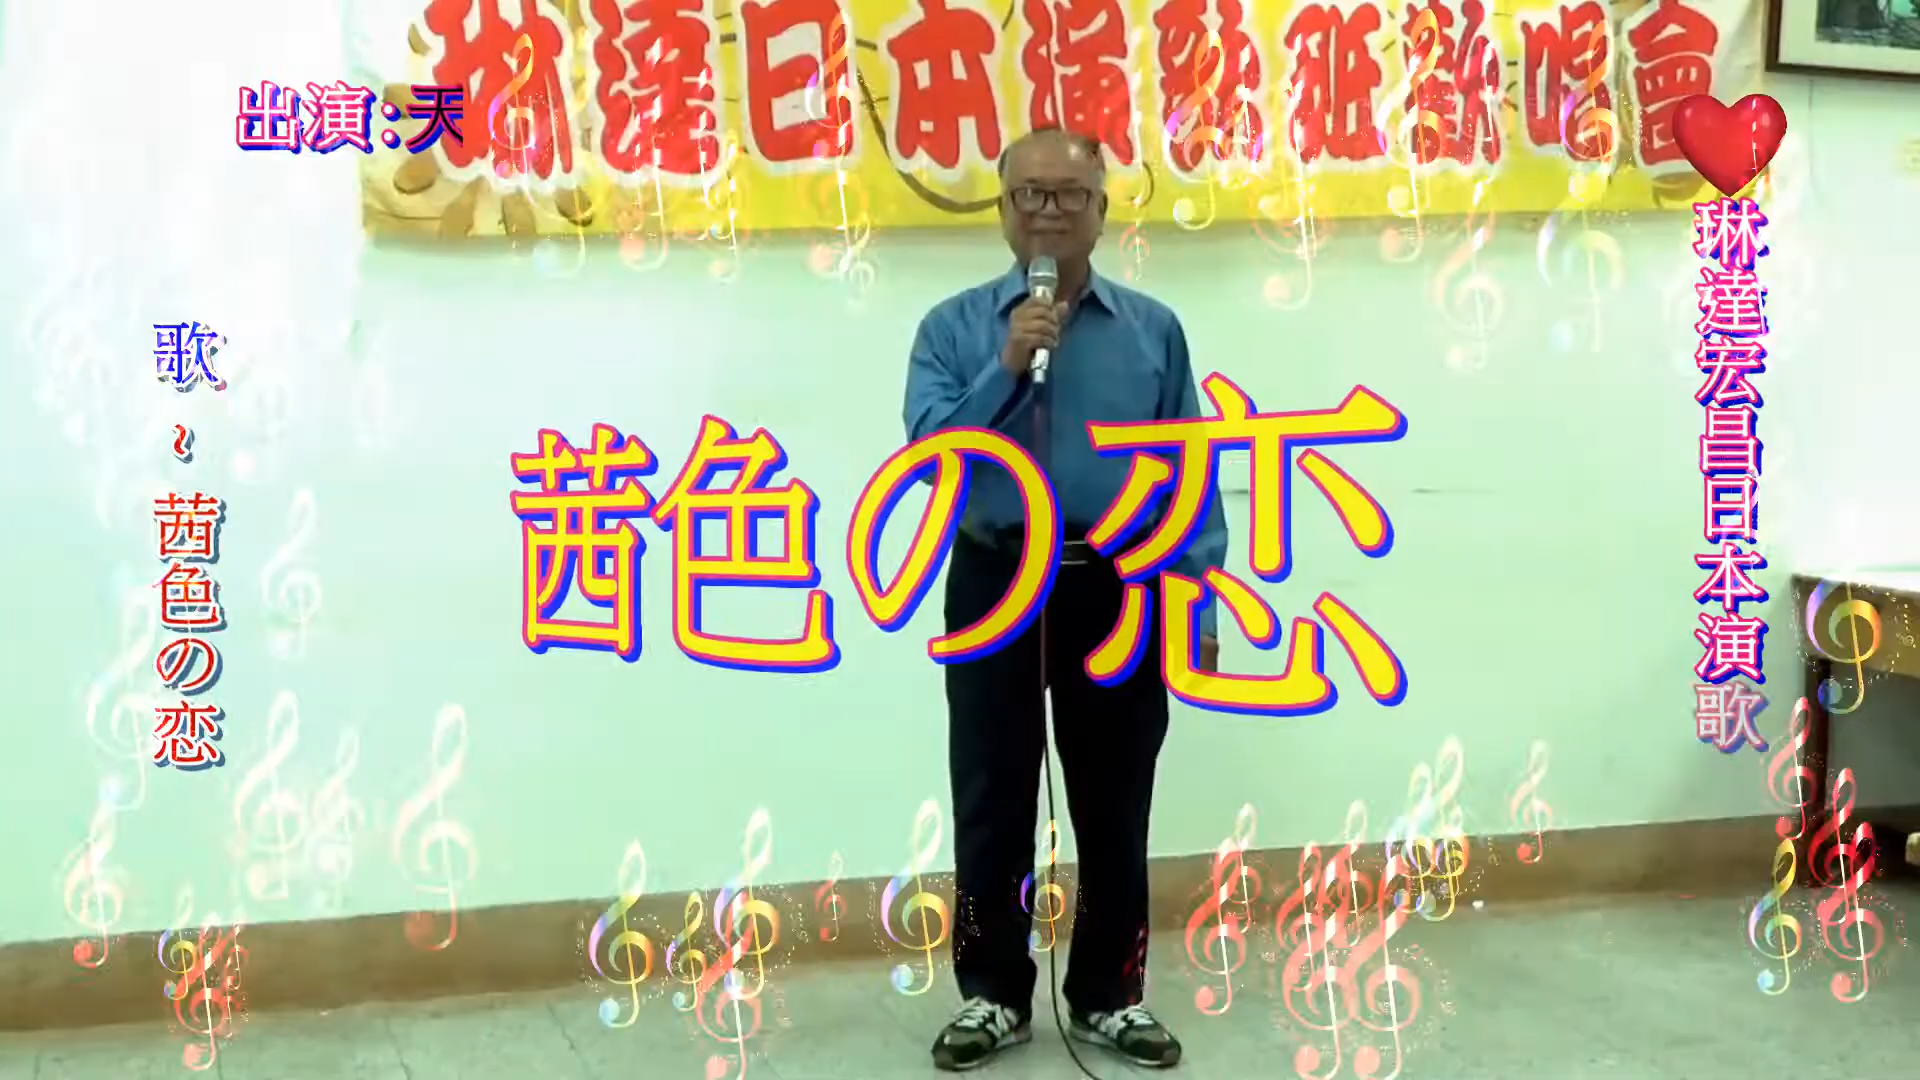 琳達日本演歌班歡唱會
出演:天
歌~茜色の恋
茜色の恋
琳達宏昌日本演歌